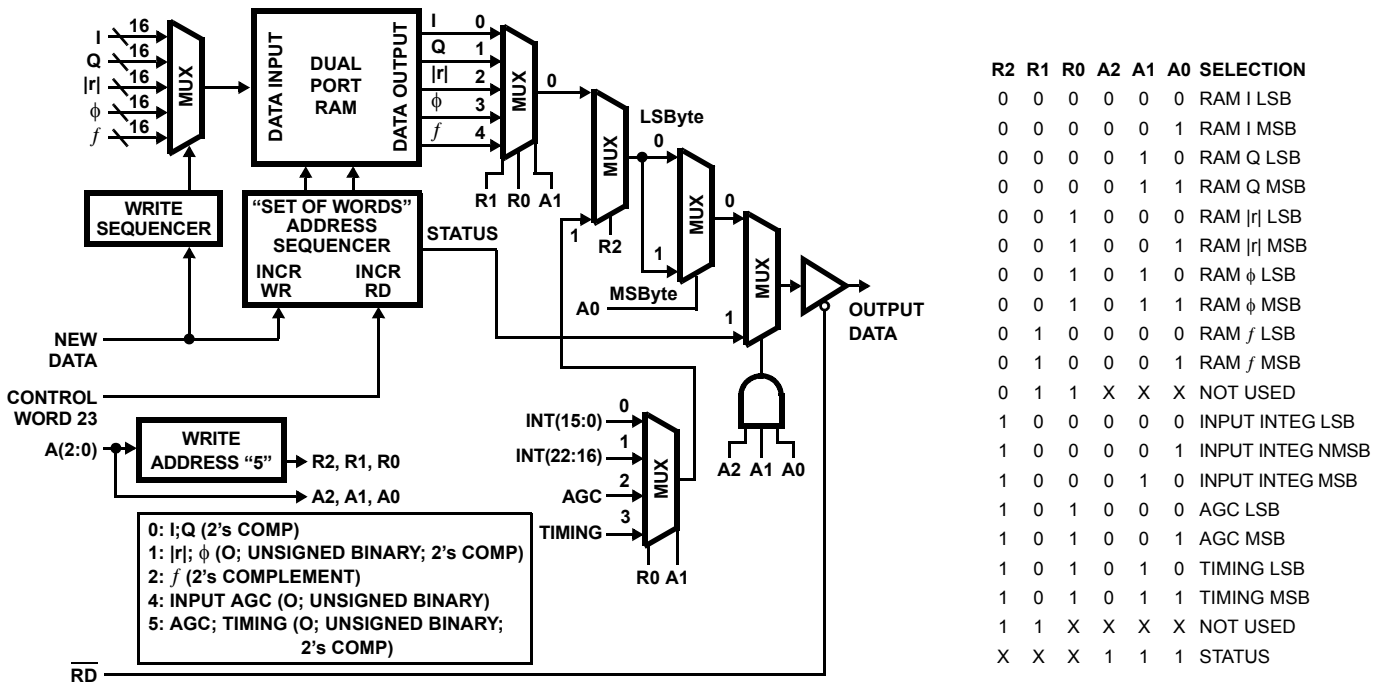 I 16
Q 16
|r| 16
ϕ 16
f 16
MUX
DATA INPUT
DUAL
PORT
RAM
DATA OUTPUT
I 0
Q 1
|r| 2
ϕ 3
f 4
MUX
0
R1 R0 A1
WRITE
SEQUENCER
“SET OF WORDS”
ADDRESS
SEQUENCER
INCR INCR
WR RD
STATUS
MUX
1
R2
LSByte
0
MUX
1
MSByte
A0
0
MUX
1
OUTPUT
DATA
NEW
DATA
CONTROL
WORD 23
A(2:0)
WRITE
ADDRESS “5”
R2, R1, R0
A2, A1, A0
INT(15:0) 0
INT(22:16) 1
AGC 2
TIMING 3
MUX
R0 A1
A2 A1 A0
0: I;Q (2’s COMP)
1: |r|; ϕ (O; UNSIGNED BINARY; 2’s COMP)
2: f (2’s COMPLEMENT)
4: INPUT AGC (O; UNSIGNED BINARY)
5: AGC; TIMING (O; UNSIGNED BINARY;
2’s COMP)
RD
R2 R1 R0 A2 A1 A0 SELECTION
0 0 0 0 0 0 RAM I LSB
0 0 0 0 0 1 RAM I MSB
0 0 0 0 1 0 RAM Q LSB
0 0 0 0 1 1 RAM Q MSB
0 0 1 0 0 0 RAM |r| LSB
0 0 1 0 0 1 RAM |r| MSB
0 0 1 0 1 0 RAM ϕ LSB
0 0 1 0 1 1 RAM ϕ MSB
0 1 0 0 0 0 RAM f LSB
0 1 0 0 0 1 RAM f MSB
0 1 1 X X X NOT USED
1 0 0 0 0 0 INPUT INTEG LSB
1 0 0 0 0 1 INPUT INTEG NMSB
1 0 0 0 1 0 INPUT INTEG MSB
1 0 1 0 0 0 AGC LSB
1 0 1 0 0 1 AGC MSB
1 0 1 0 1 0 TIMING LSB
1 0 1 0 1 1 TIMING MSB
1 1 X X X X NOT USED
X X X 1 1 1 STATUS